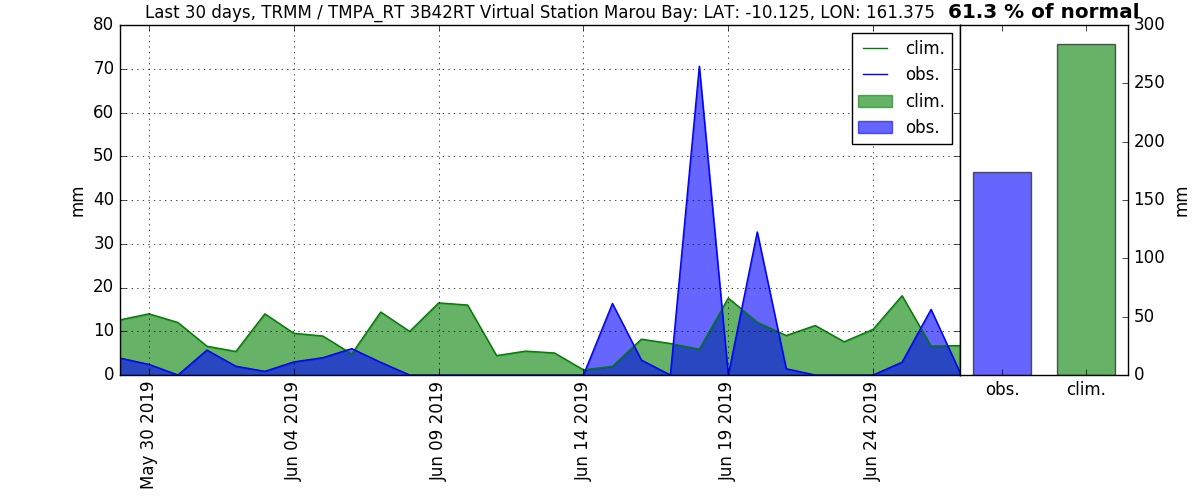 Last 30 days, TRMM / TMPA_RT 3B42RT Virtual Station Marou Bay: LAT: -10.125, LON: 161.375 61.3 % of normal
80
70
60
50
40
30
20
10
0
mm
clim.
obs.
clim.
obs.
May 30 2019
Jun 04 2019
Jun 09 2019
Jun 14 2019
Jun 19 2019
Jun 24 2019
300
250
200
150
100
50
0
mm
obs.
clim.